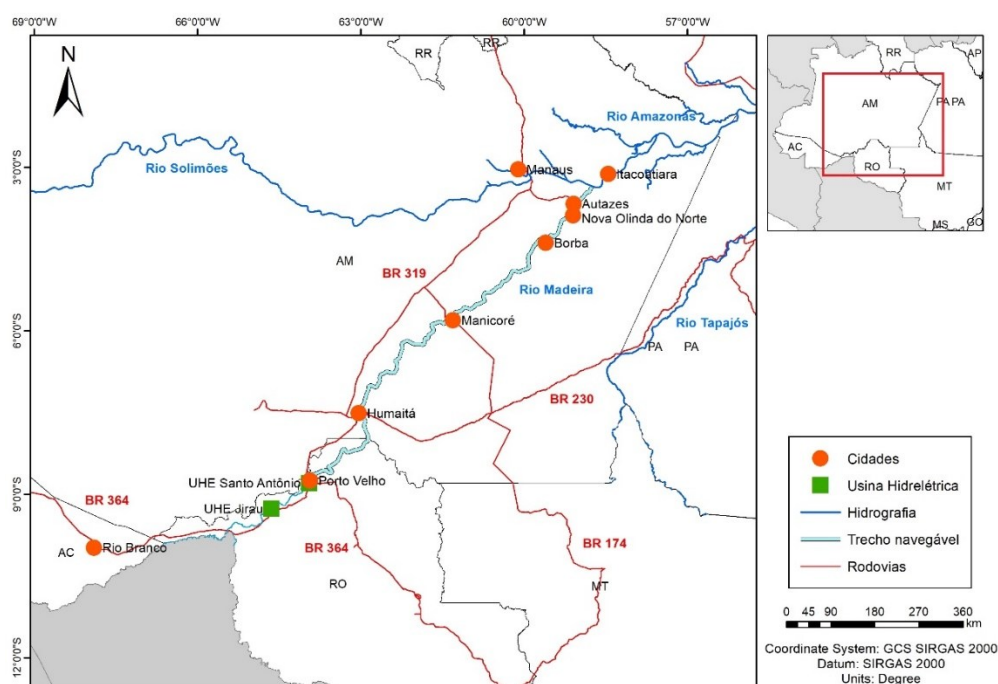 69°0'0"W
66°0'0"W
63°0'0"W
60°0'0"W
57°0'0"W
N
RR
RR
Rio Amazonas
Rio Solimões
3°0'0"S
Manaus
Itacoatiara
Autazes
Nova Olinda do Norte
AM
Borba
BR 319
Rio Madeira
Manicoré
Rio Tapajós
6°0'0"S
PA
PA
BR 230
Humaitá
UHE Santo Antônio
Porto Velho
9°0'0"S
BR 364
UHE Jirau
AC
Rio Branco
BR 364
BR 174
RO
MT
12°0'0"S
RR
AP
AM
PA PA
AC
RO
MT
MS
GO
Cidades
Usina Hidrelétrica
Hidrografia
Trecho navegável
Rodovias
0 45 90 180 270 360
km
Coordinate System: GCS SIRGAS 2000
Datum: SIRGAS 2000
Units: Degree